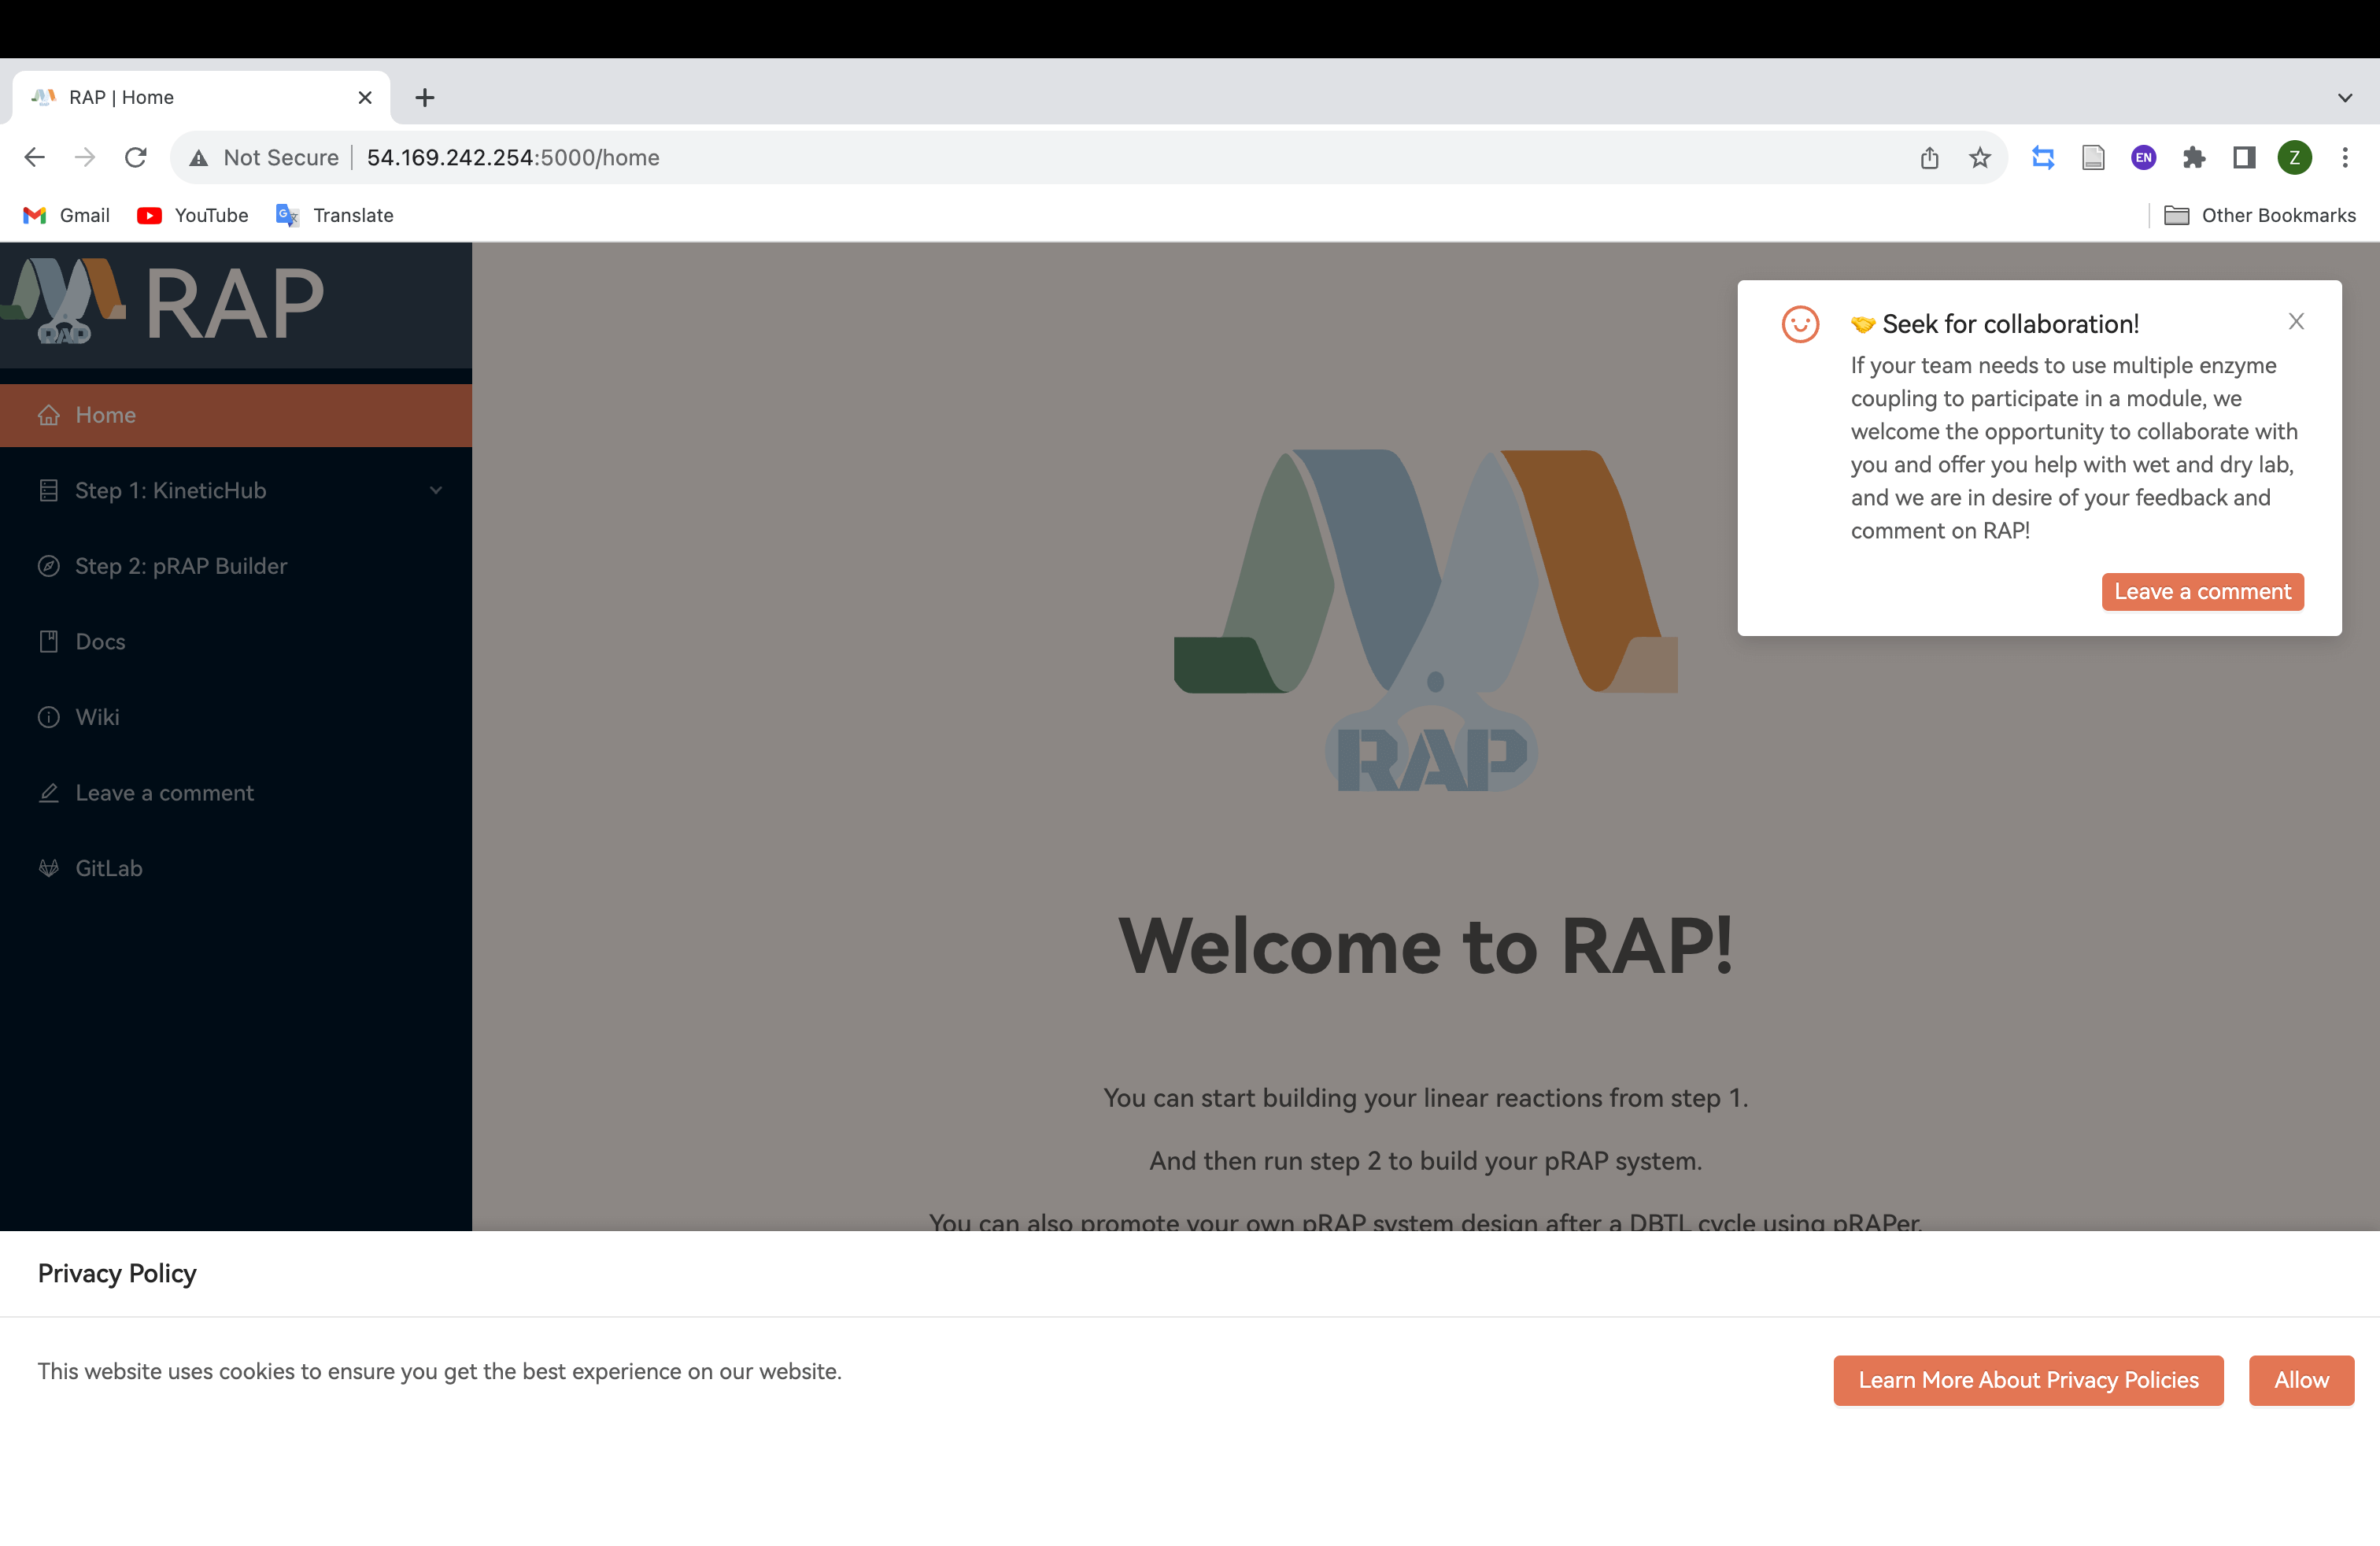 RAP | Home
Not Secure 54.169.242.254:5000/home
EN
Z
Gmail YouTube Translate Other Bookmarks
RAP
RAP
Home
Step 1: KineticHub
Step 2: pRAP Builder
Docs
Wiki
Leave a comment
GitLab
🤝 Seek for collaboration!
If your team needs to use multiple enzyme
coupling to participate in a module, we
welcome the opportunity to collaborate with
you and offer you help with wet and dry lab,
and we are in desire of your feedback and
comment on RAP!
Leave a comment
RAP
Welcome to RAP!
You can start building your linear reactions from step 1.
And then run step 2 to build your pRAP system.
You can also promote your own pRAP system design after a DBTL cycle using pRAPer.
Privacy Policy
This website uses cookies to ensure you get the best experience on our website.
Learn More About Privacy Policies Allow